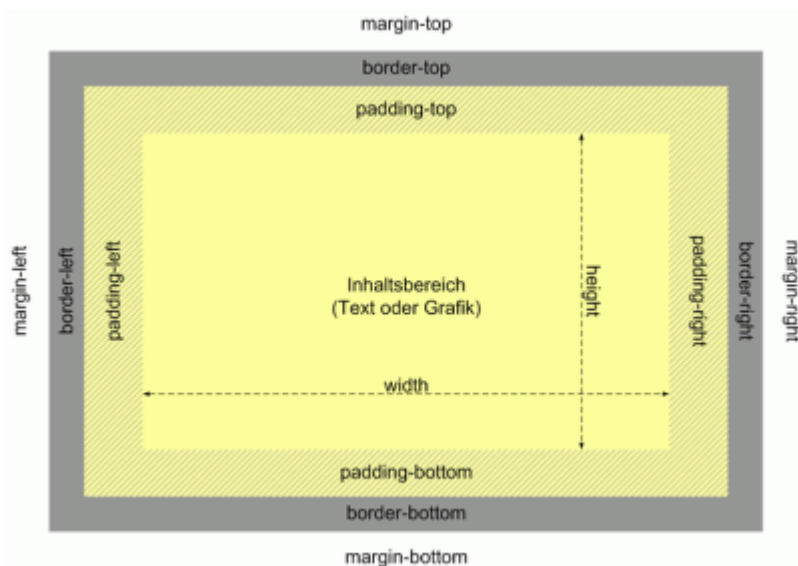 margin-top
border-top
padding-top
margin-left
border-left
padding-left
Inhaltsbereich
(Text oder Grafik)
height
padding-right
border-right
margin-right
width
padding-bottom
border-bottom
margin-bottom